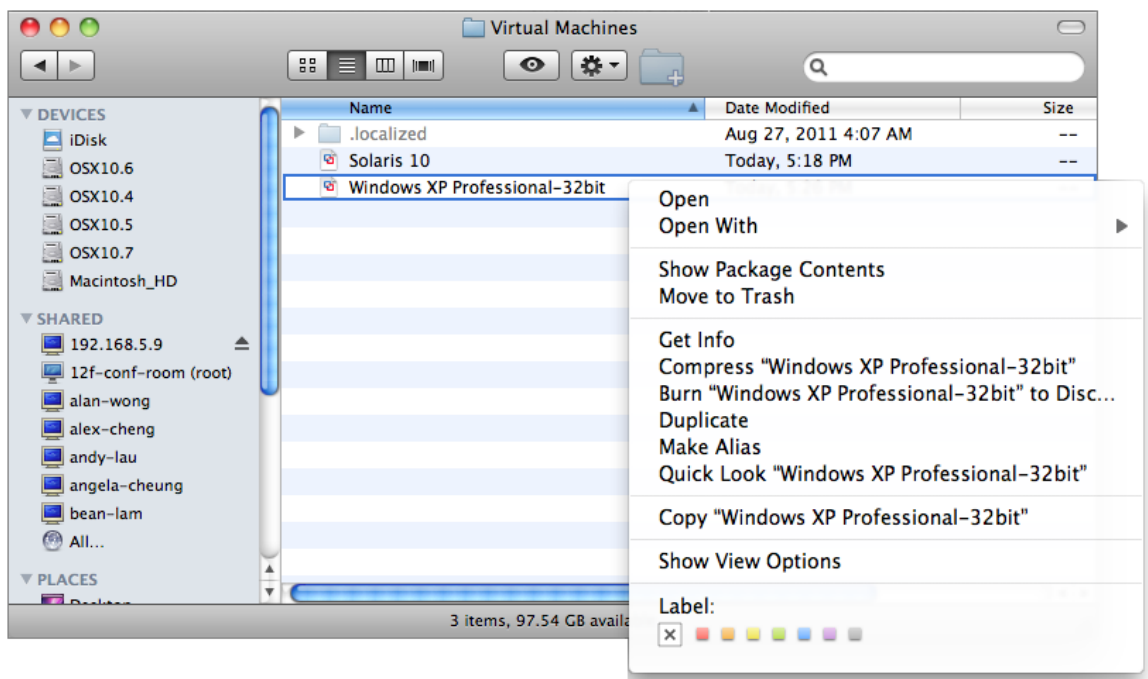 Virtual Machines
Name Date Modified Size
DEVICES
iDisk
OSX10.6
OSX10.4
OSX10.5
OSX10.7
Macintosh_HD
SHARED
192.168.5.9
12f-conf-room (root)
alan-wong
alex-cheng
andy-lau
angela-cheung
bean-lam
All...
PLACES
Desktop
.localized Aug 27, 2011 4:07 AM --
Solaris 10 Today, 5:18 PM --
Windows XP Professional-32bit
3 items, 97.54 GB availa
Open
Open With
Show Package Contents
Move to Trash
Get Info
Compress “Windows XP Professional-32bit”
Burn “Windows XP Professional-32bit” to Disc...
Duplicate
Make Alias
Quick Look “Windows XP Professional-32bit”
Copy “Windows XP Professional-32bit”
Show View Options
Label: